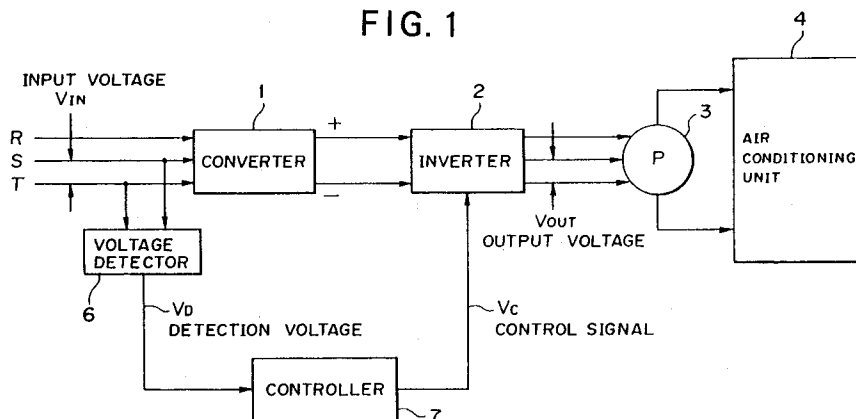 FIG. 1
4
INPUT VOLTAGE
VIN
1
2
3
+
R
S
T
CONVERTER
INVERTER
P
AIR
CONDITIONING
UNIT
−
VOUT
OUTPUT VOLTAGE
VOLTAGE
DETECTOR
6
VD
DETECTION VOLTAGE
VC
CONTROL SIGNAL
CONTROLLER
7